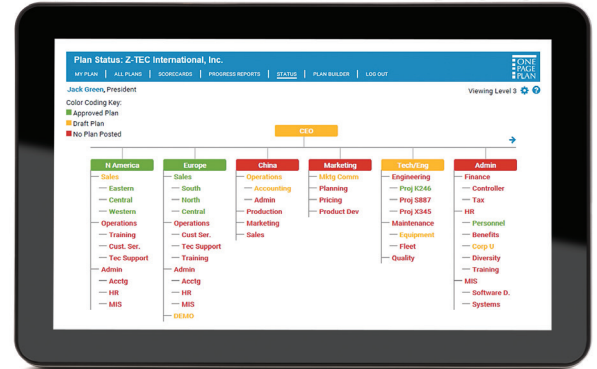 Plan Status: Z-TEC International, Inc.
MY PLAN | ALL PLANS | SCORECARDS | PROGRESS REPORTS | STATUS | PLAN BUILDER | LOG OUT
ONE
PAGE
PLAN
Jack Green, President
Viewing Level 3
Color Coding Key:
Approved Plan
Draft Plan
No Plan Posted
CEO
N America
Sales
Eastern
Central
Western
Operations
Training
Cust. Ser.
Tec Support
Admin
Acctg
HR
MIS
Europe
Sales
South
North
Central
Operations
Cust Ser.
Tec Support
Training
Admin
Acctg
HR
MIS
DEMO
China
Operations
Accounting
Admin
Production
Marketing
Sales
Marketing
Mktg Comm
Planning
Pricing
Product Dev
Tech/Eng
Engineering
Proj K246
Proj S887
Proj X345
Maintenance
Equipment
Fleet
Quality
Admin
Finance
Controller
Tax
HR
Personnel
Benefits
Corp U
Diversity
Training
MIS
Software D.
Systems